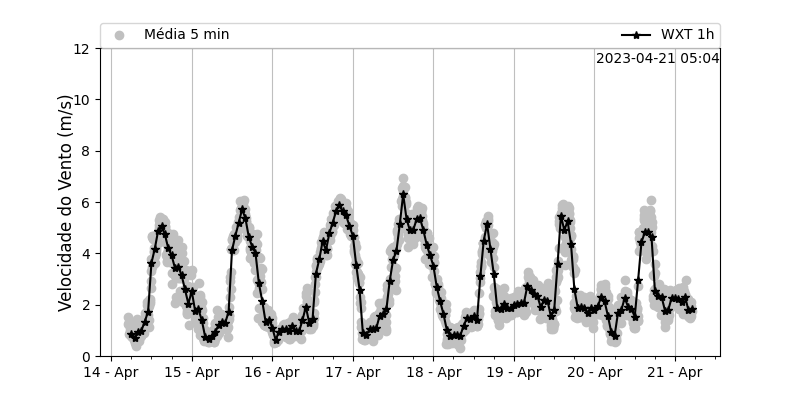 Média 5 min
WXT 1h
2023-04-21 05:04
Velocidade do Vento (m/s)
12
10
8
6
4
2
0
14 - Apr
15 - Apr
16 - Apr
17 - Apr
18 - Apr
19 - Apr
20 - Apr
21 - Apr